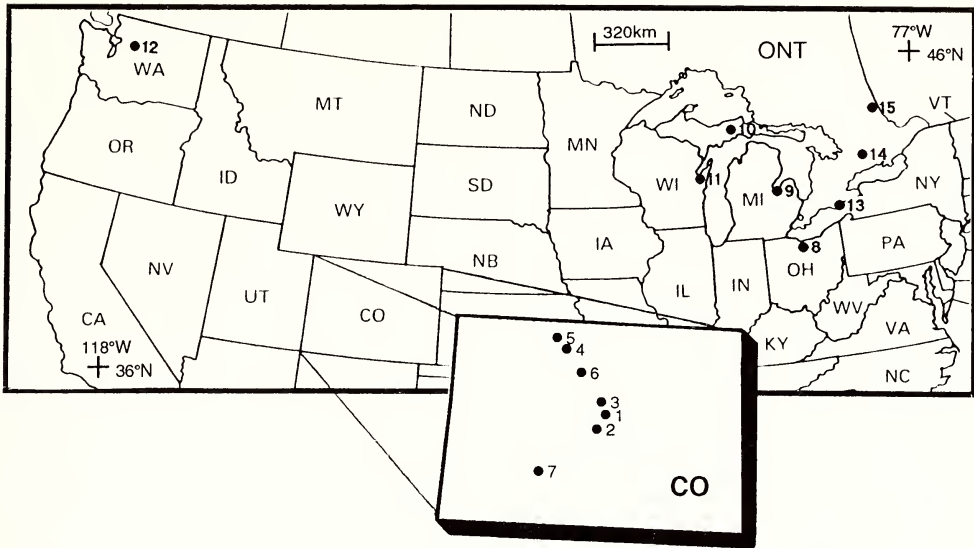 320km
ONT
77°W
46°N
12
WA
MT
ND
MN
15
VT
10
OR
14
ID
SD
WI
11
MI
9
NY
WY
13
IA
8
PA
NB
NV
OH
UT
IL
IN
CO
WV
CA
KY
VA
118°W
36°N
NC
5
4
6
3
1
2
7
CO